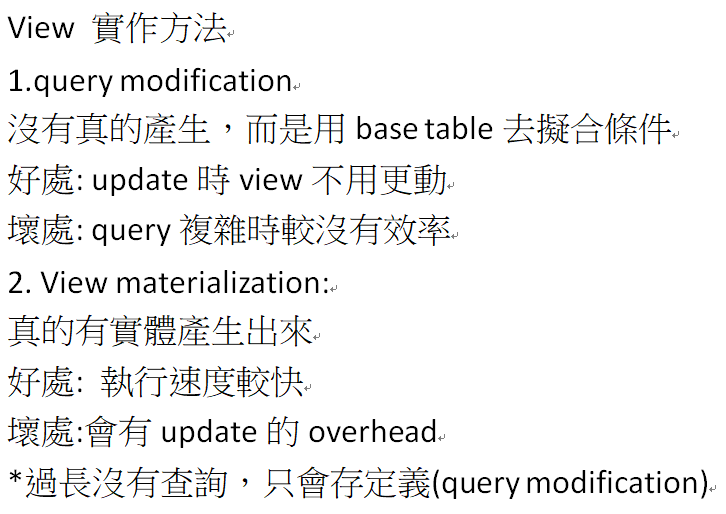 View 實作方法
1.query modification
沒有真的產生，而是用 base table 去擬合條件
好處: update 時 view 不用更動
壞處: query 複雜時較沒有效率
2. View materialization:
真的有實體產生出來
好處: 執行速度較快
壞處:會有 update 的 overhead
*過長沒有查詢，只會存定義(query modification)